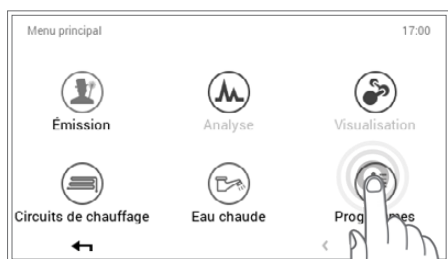 Menu principal 17:00
Émission Analyse Visualisation
Circuits de chauffage Eau chaude